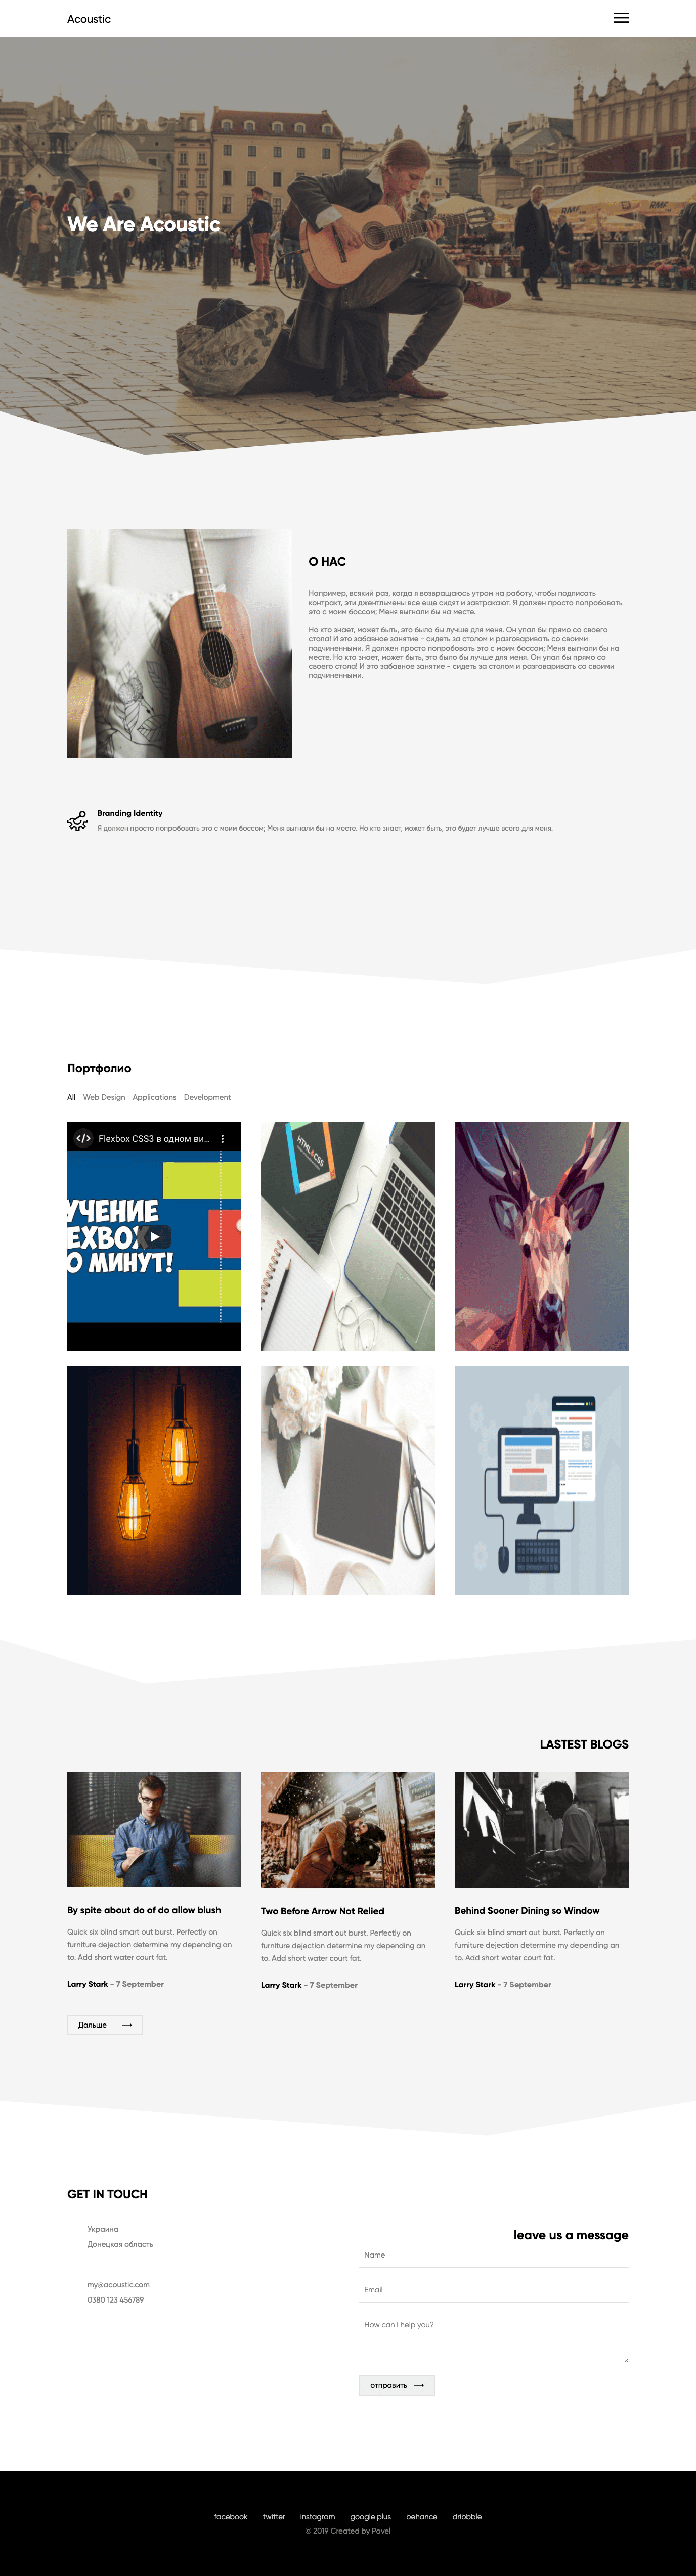 Acoustic
RMF
RMF
We Are Acoustic
О НАС
Например, всякий раз, когда я возвращаюсь утром на работу, чтобы подписать
контракт, эти джентльмены все еще сидят и завтракают. Я должен просто попробовать
это с моим боссом; Меня выгнали бы на месте.
Но кто знает, может быть, это было бы лучше для меня. Он упал бы прямо со своего
стола! И это забавное занятие - сидеть за столом и разговаривать со своими
подчиненными. Я должен просто попробовать это с моим боссом; Меня выгнали бы на
месте. Но кто знает, может быть, это было бы лучше для меня. Он упал бы прямо со
своего стола! И это забавное занятие - сидеть за столом и разговаривать со своими
подчиненными.
Branding Identity
Я должен просто попробовать это с моим боссом; Меня выгнали бы на месте. Но кто знает, может быть, это будет лучше всего для меня.
Портфолио
All Web Design Applications Development
Flexbox CSS3 в одном ви...
УЧЕНИЕ
ЕХВО
О МИНУТ!
HTML&CSS
LASTEST BLOGS
By spite about do of do allow blush
Quick six blind smart out burst. Perfectly on
furniture dejection determine my depending an
to. Add short water court fat.
Larry Stark - 7 September
Two Before Arrow Not Relied
Quick six blind smart out burst. Perfectly on
furniture dejection determine my depending an
to. Add short water court fat.
Larry Stark - 7 September
Behind Sooner Dining so Window
Quick six blind smart out burst. Perfectly on
furniture dejection determine my depending an
to. Add short water court fat.
Larry Stark - 7 September
Дальше ⟶
GET IN TOUCH
Украина
Донецкая область
my@acoustic.com
0380 123 456789
leave us a message
Name
Email
How can I help you?
отправить ⟶
facebook twitter instagram google plus behance dribbble
© 2019 Created by Pavel